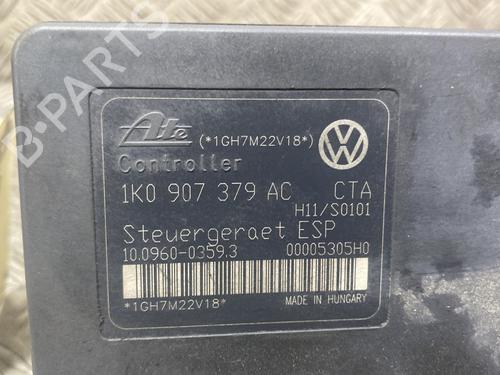 Ate (*1GH7M22V18*)
Controller
1K0 907 379 AC CTA
H11/S0101
Steuergeraet ESP
10.0960-0359.3 00005305H0
*1GH7M22V18* MADE IN HUNGARY
B-Parts